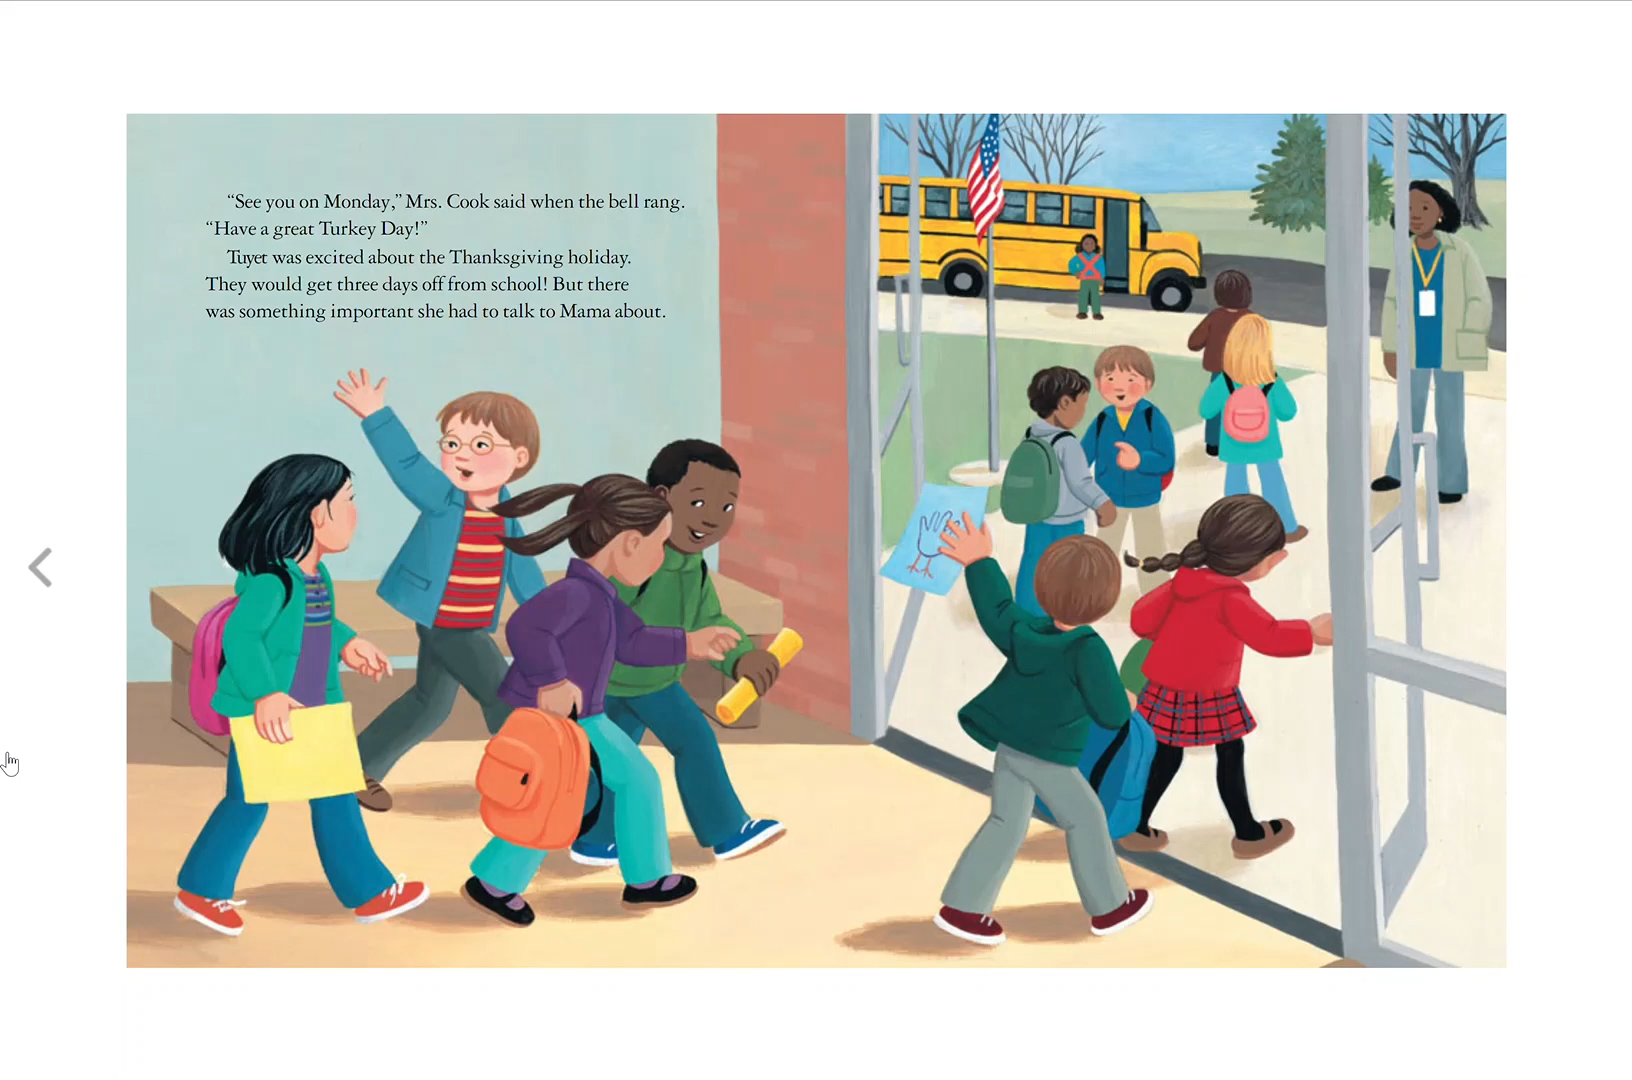 “See you on Monday,” Mrs. Cook said when the bell rang.
“Have a great Turkey Day!”
Tuyet was excited about the Thanksgiving holiday.
They would get three days off from school! But there
was something important she had to talk to Mama about.